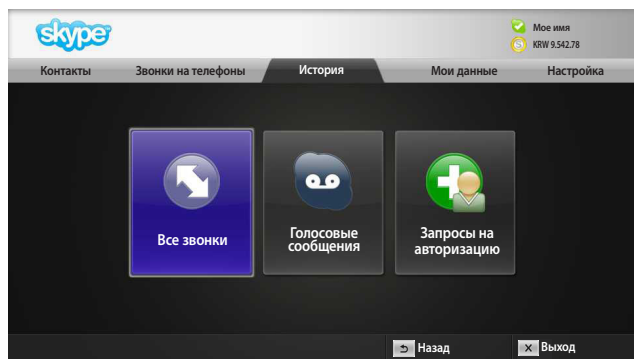 skype
Мое имя
KRW 9.542.78
Контакты Звонки на телефоны История Мои данные Настройка
Все звонки
Голосовые
сообщения
Запросы на
авторизацию
Назад Выход